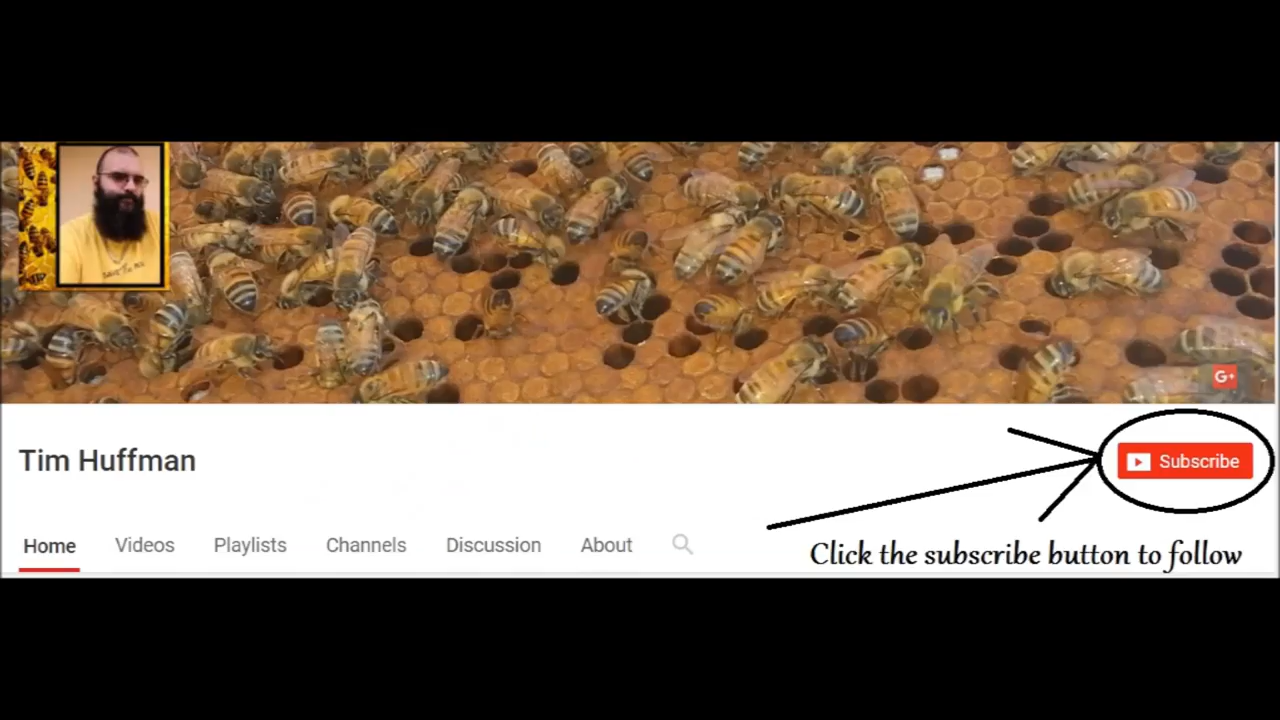 G+
Tim Huffman
Subscribe
Home Videos Playlists Channels Discussion About
Click the subscribe button to follow